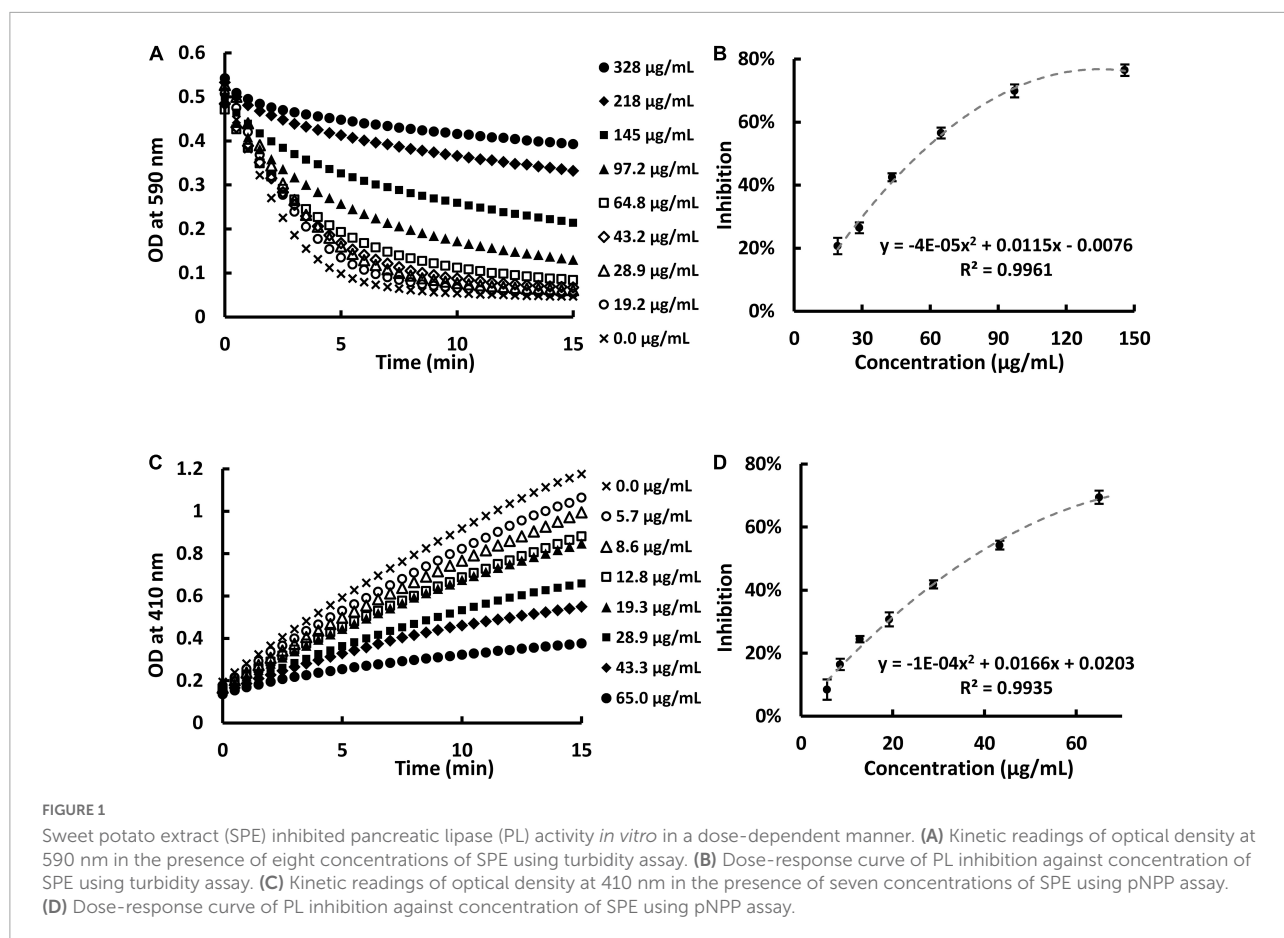 A
OD at 590 nm
0.6
0.5
0.4
0.3
0.2
0.1
0
0
5
10
15
Time (min)
328 µg/mL
218 µg/mL
145 µg/mL
97.2 µg/mL
64.8 µg/mL
43.2 µg/mL
28.9 µg/mL
19.2 µg/mL
0.0 µg/mL
B
Inhibition
80%
60%
40%
20%
0%
y = -4E-05x² + 0.0115x - 0.0076
R² = 0.9961
0
30
60
90
120
150
Concentration (µg/mL)
C
OD at 410 nm
1.2
1
0.8
0.6
0.4
0.2
0
0
5
10
15
Time (min)
0.0 µg/mL
5.7 µg/mL
8.6 µg/mL
12.8 µg/mL
19.3 µg/mL
28.9 µg/mL
43.3 µg/mL
65.0 µg/mL
D
Inhibition
80%
60%
40%
20%
0%
y = -1E-04x² + 0.0166x + 0.0203
R² = 0.9935
0
20
40
60
Concentration (µg/mL)
FIGURE 1
Sweet potato extract (SPE) inhibited pancreatic lipase (PL) activity in vitro in a dose-dependent manner. (A) Kinetic readings of optical density at
590 nm in the presence of eight concentrations of SPE using turbidity assay. (B) Dose-response curve of PL inhibition against concentration of
SPE using turbidity assay. (C) Kinetic readings of optical density at 410 nm in the presence of seven concentrations of SPE using pNPP assay.
(D) Dose-response curve of PL inhibition against concentration of SPE using pNPP assay.